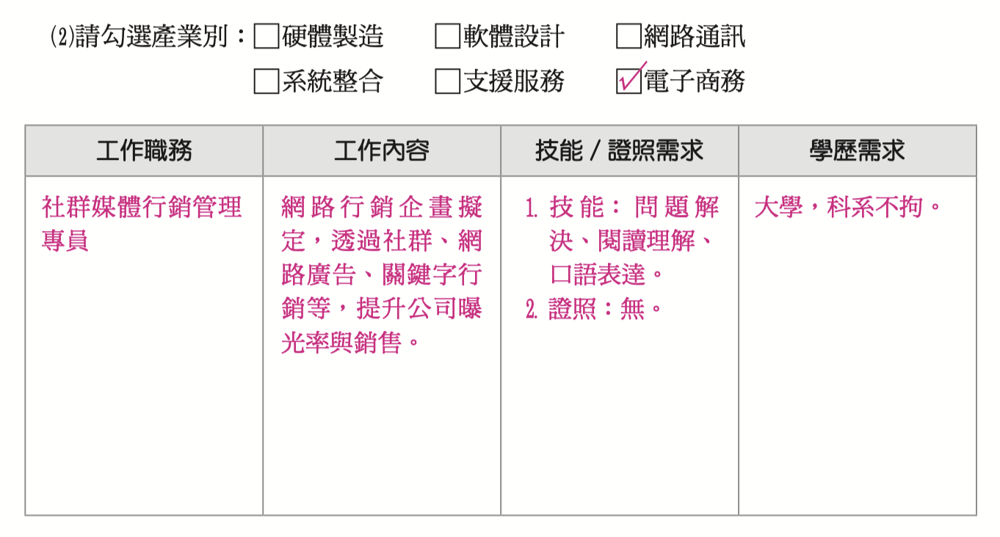 (2)請勾選產業別：□硬體製造 □軟體設計 □網路通訊
□系統整合 □支援服務 ☑電子商務
工作職務 工作內容 技能／證照需求 學歷需求
社群媒體行銷管理
專員
網路行銷企畫擬
定，透過社群、網
路廣告、關鍵字行
銷等，提升公司曝
光率與銷售。
1. 技能：問題解
決、閱讀理解、
口語表達。
2. 證照：無。
大學，科系不拘。